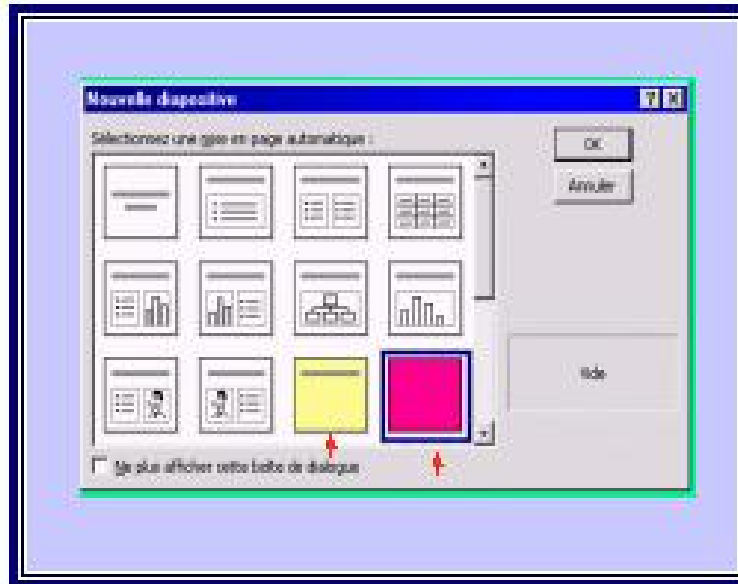 Nouvelle diapositive
Sélectionnez une mise en page automatique :
OK
Annuler
Vide
Ne plus afficher cette boîte de dialogue